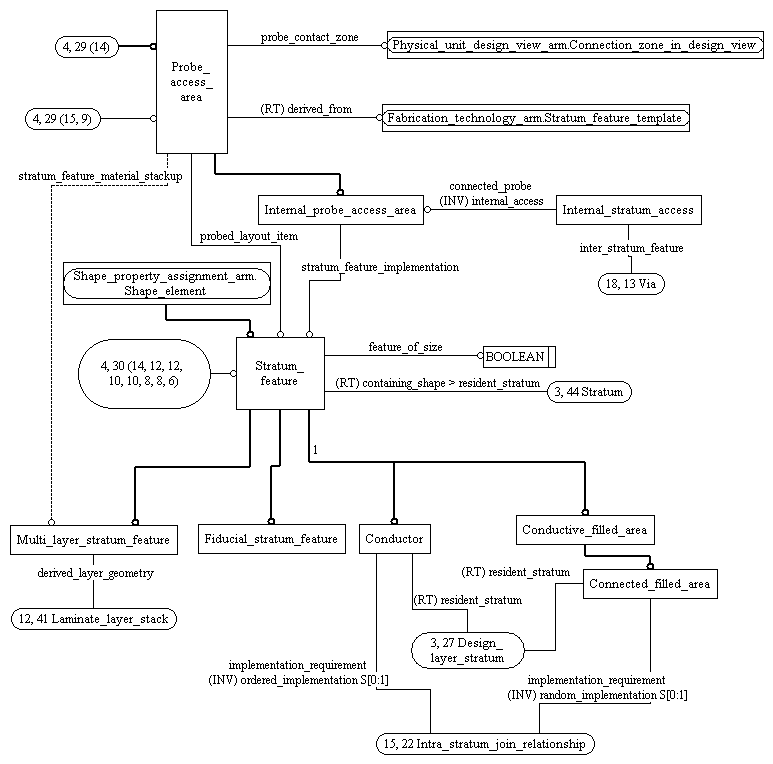 4, 29 (14)
probe_contact_zone
Physical_unit_design_view_arm.Connection_zone_in_design_view
Probe_
access_
area
4, 29 (15, 9)
(RT) derived_from
Fabrication_technology_arm.Stratum_feature_template
stratum_feature_material_stackup
connected_probe
(INV) internal_access
Internal_probe_access_area
Internal_stratum_access
probed_layout_item
inter_stratum_feature
stratum_feature_implementation
Shape_property_assignment_arm.
Shape_element
18, 13 Via
feature_of_size
BOOLEAN
4, 30 (14, 12, 12,
10, 10, 8, 8, 6)
Stratum_
feature
(RT) containing_shape > resident_stratum
3, 44 Stratum
1
Multi_layer_stratum_feature
Fiducial_stratum_feature
Conductor
Conductive_filled_area
derived_layer_geometry
(RT) resident_stratum
Connected_filled_area
(RT) resident_stratum
12, 41 Laminate_layer_stack
3, 27 Design_
layer_stratum
implementation_requirement
(INV) ordered_implementation S[0:1]
implementation_requirement
(INV) random_implementation S[0:1]
15, 22 Intra_stratum_join_relationship